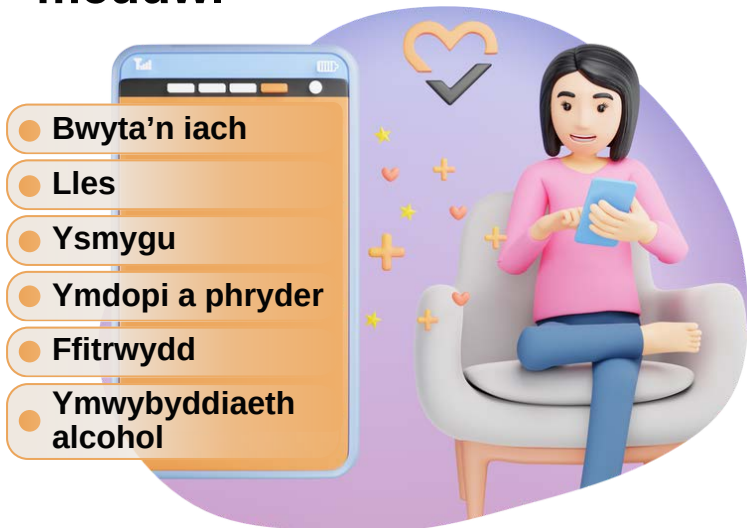 Bwyta'n iach
Lles
Ysmygu
Ymdopi a phryder
Ffitrwydd
Ymwybyddiaeth
alcohol